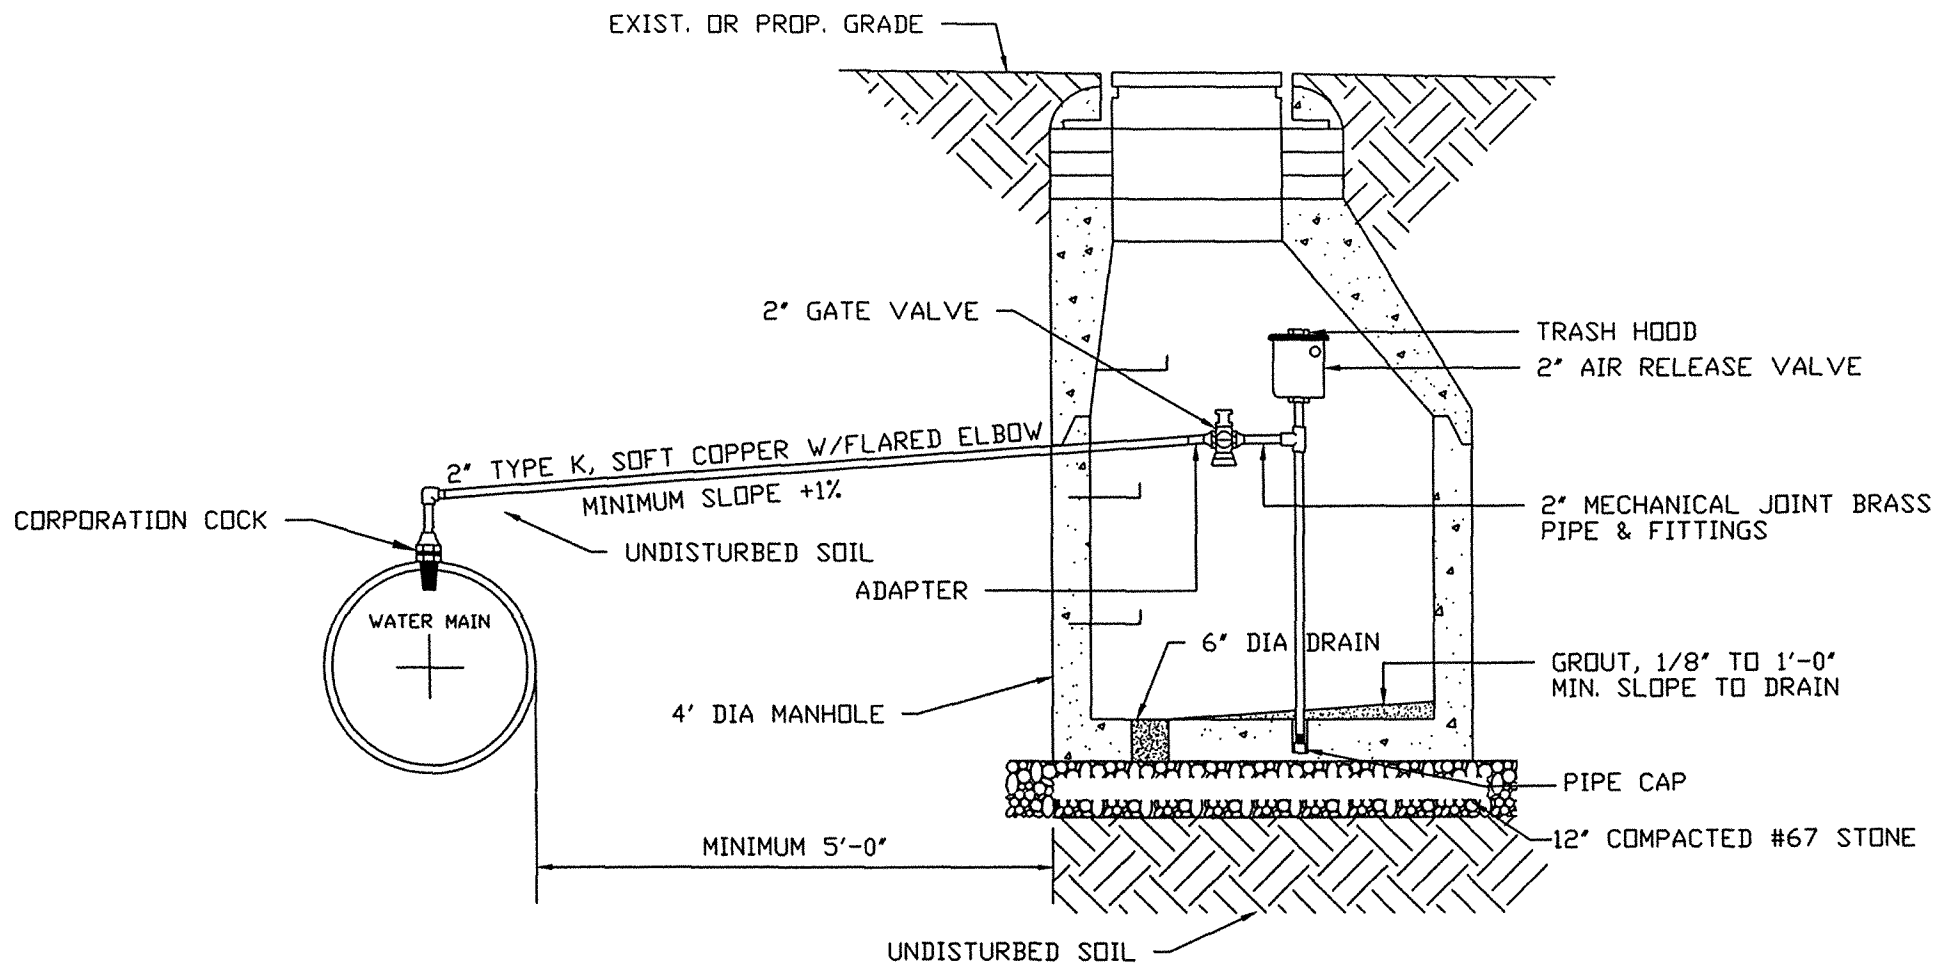 EXIST. OR PROP. GRADE
2" GATE VALVE
TRASH HOOD
2" AIR RELEASE VALVE
2" TYPE K, SOFT COPPER W/FLARED ELBOW
MINIMUM SLOPE +1%
CORPORATION COCK
UNDISTURBED SOIL
2" MECHANICAL JOINT BRASS
PIPE & FITTINGS
ADAPTER
WATER MAIN
6" DIA DRAIN
GROUT, 1/8" TO 1'-0"
MIN. SLOPE TO DRAIN
4' DIA MANHOLE
PIPE CAP
MINIMUM 5'-0"
12" COMPACTED #67 STONE
UNDISTURBED SOIL